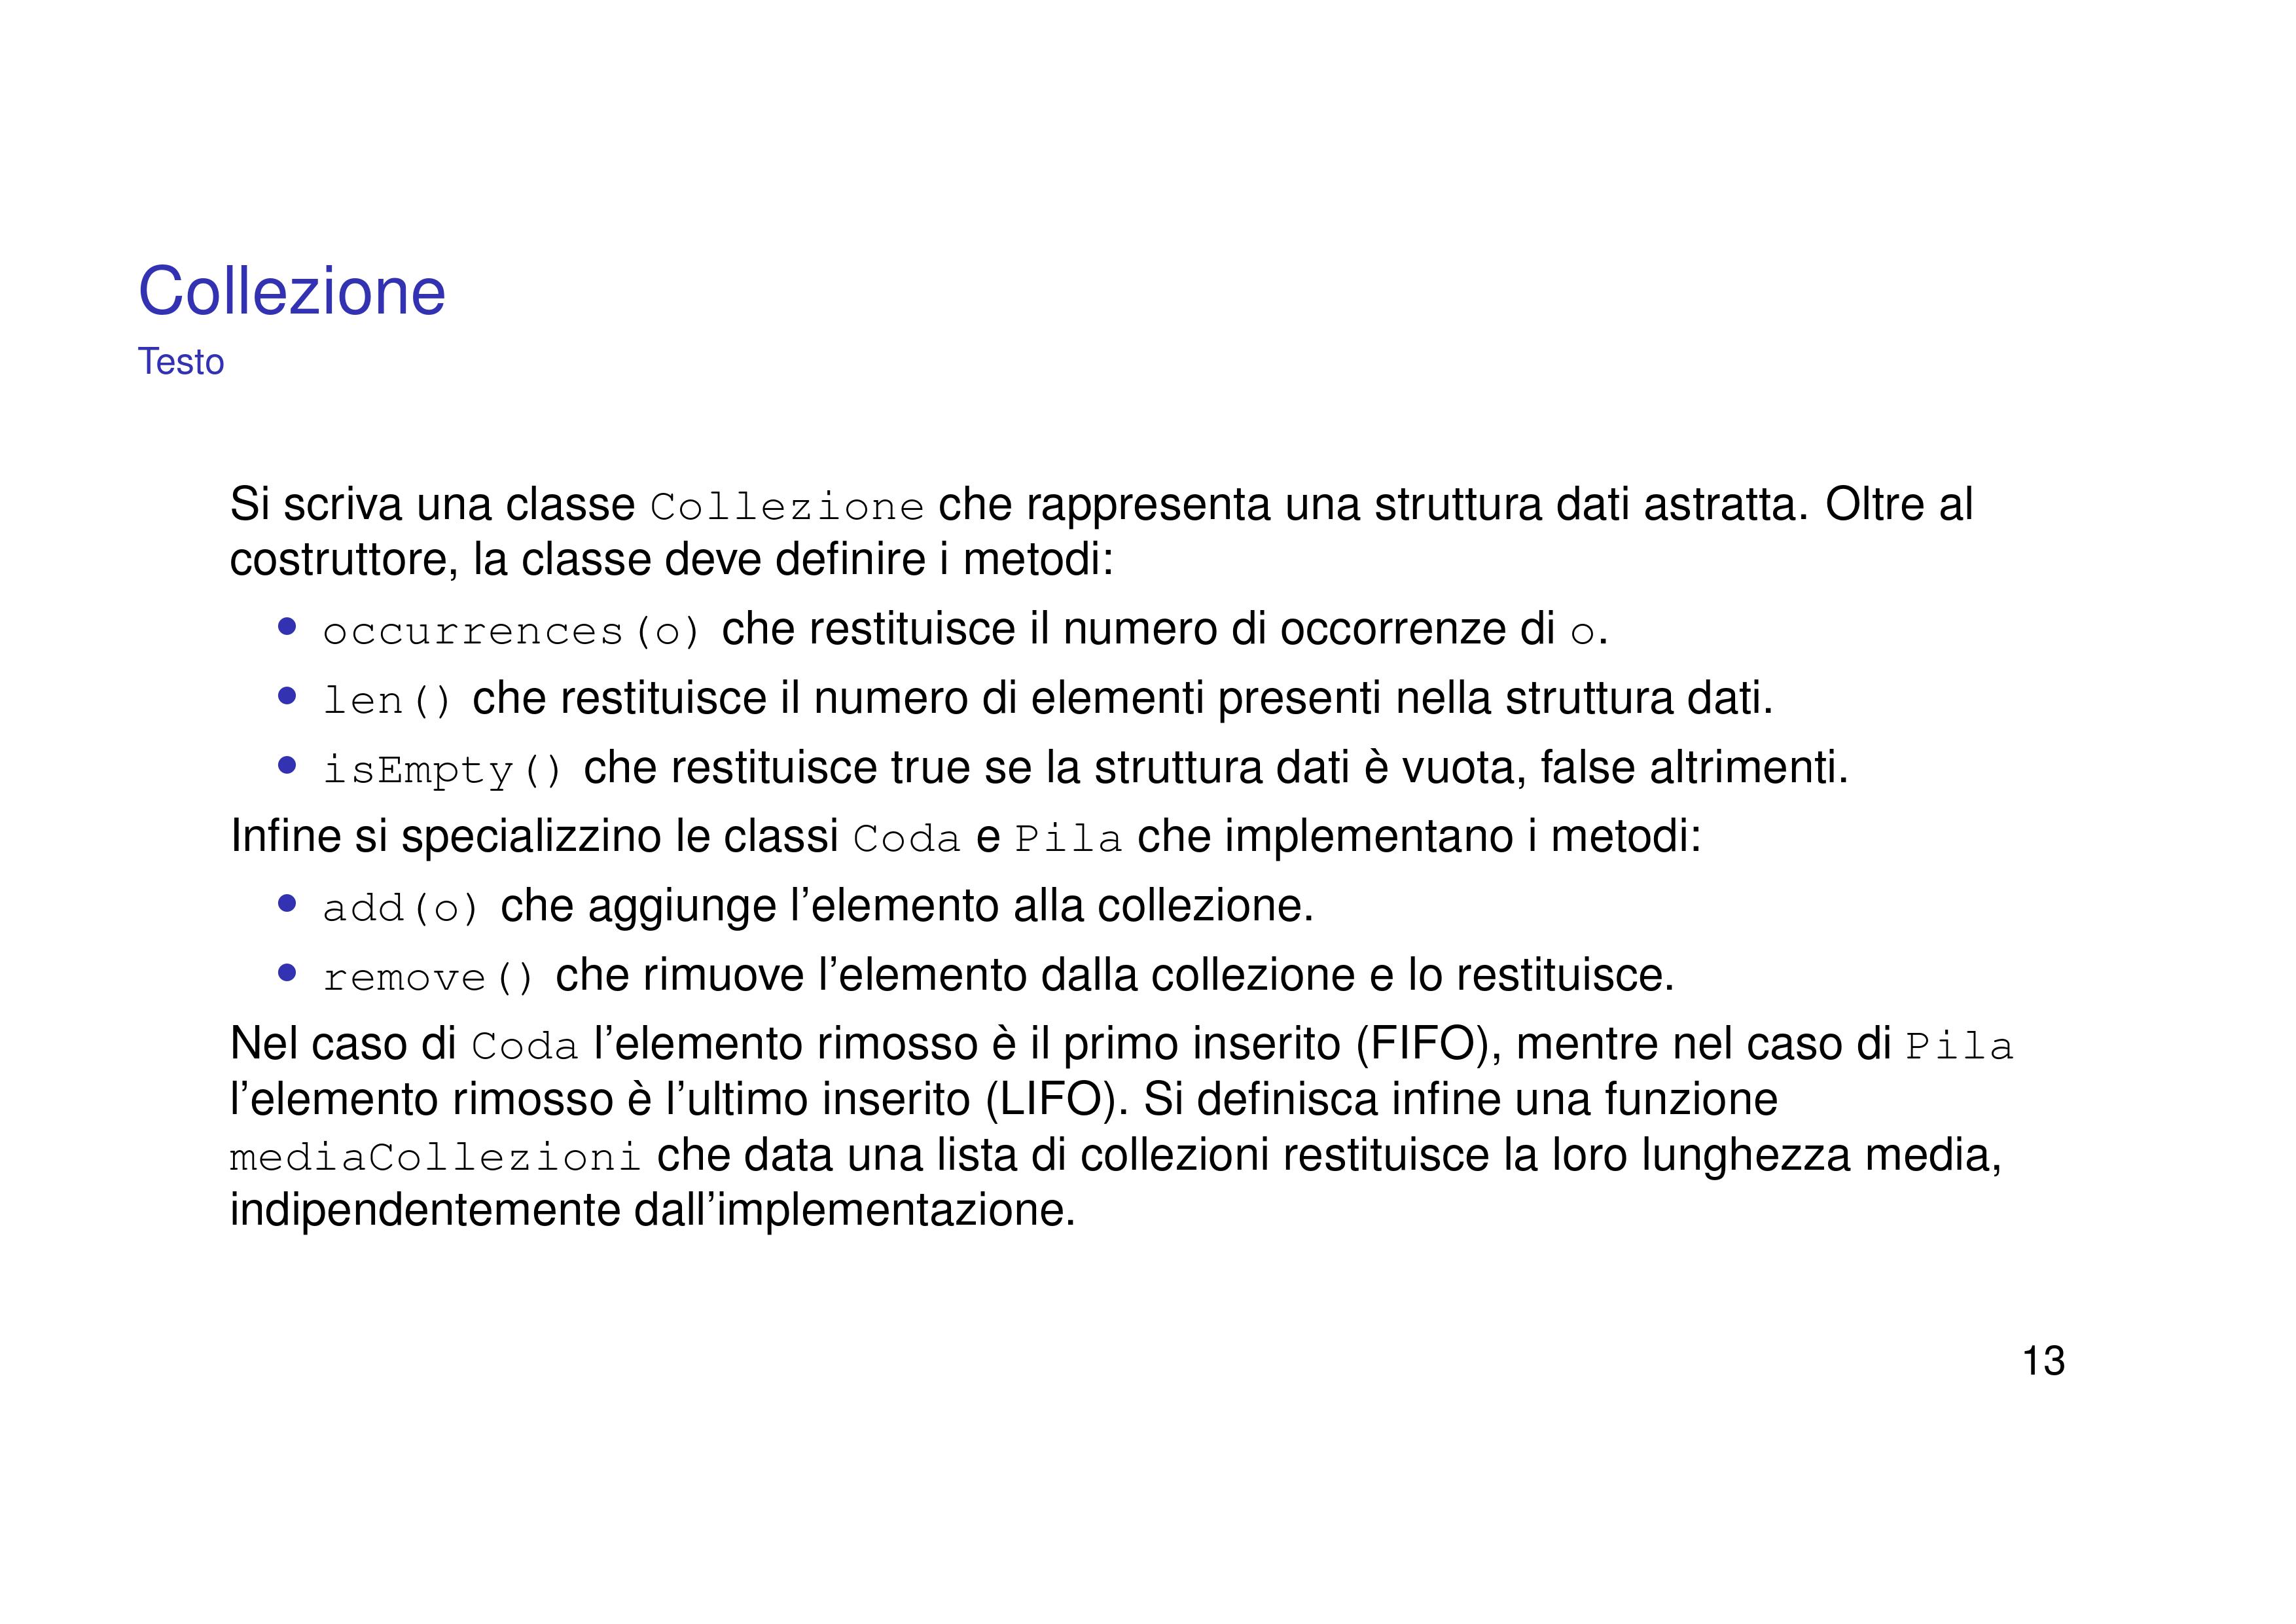 Collezione
Testo
Si scriva una classe Collezione che rappresenta una struttura dati astratta. Oltre al
costruttore, la classe deve definire i metodi:
• occurrences(o) che restituisce il numero di occorrenze di o.
• len() che restituisce il numero di elementi presenti nella struttura dati.
• isEmpty() che restituisce true se la struttura dati è vuota, false altrimenti.
Infine si specializzino le classi Coda e Pila che implementano i metodi:
• add(o) che aggiunge l'elemento alla collezione.
• remove() che rimuove l'elemento dalla collezione e lo restituisce.
Nel caso di Coda l'elemento rimosso è il primo inserito (FIFO), mentre nel caso di Pila
l'elemento rimosso è l'ultimo inserito (LIFO). Si definisca infine una funzione
mediaCollezioni che data una lista di collezioni restituisce la loro lunghezza media,
indipendentemente dall'implementazione.
13